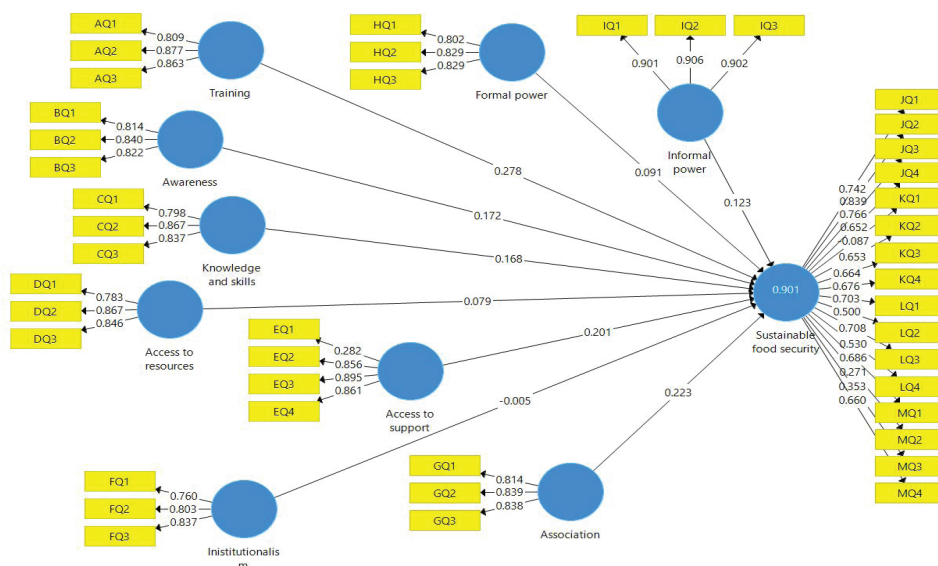 AQ1
AQ2
AQ3
0.809
0.877
0.863
Training
BQ1
BQ2
BQ3
0.814
0.840
0.822
Awareness
CQ1
CQ2
CQ3
0.798
0.867
0.837
Knowledge
and skills
DQ1
DQ2
DQ3
0.783
0.867
0.846
Access to
resources
EQ1
EQ2
EQ3
EQ4
0.282
0.856
0.895
0.861
Access to
support
FQ1
FQ2
FQ3
0.760
0.803
0.837
Inistitutionalis
m
GQ1
GQ2
GQ3
0.814
0.839
0.838
Association
HQ1
HQ2
HQ3
0.802
0.829
0.829
Formal power
IQ1
IQ2
IQ3
0.901
0.906
0.902
Informal
power
0.278
0.172
0.168
0.079
0.201
-0.005
0.223
0.091
0.123
0.901
Sustainable
food security
0.742
0.839
0.766
0.652
-0.087
0.653
0.664
0.676
0.703
0.500
0.708
0.530
0.686
0.271
0.353
0.660
JQ1
JQ2
JQ3
JQ4
KQ1
KQ2
KQ3
KQ4
LQ1
LQ2
LQ3
LQ4
MQ1
MQ2
MQ3
MQ4